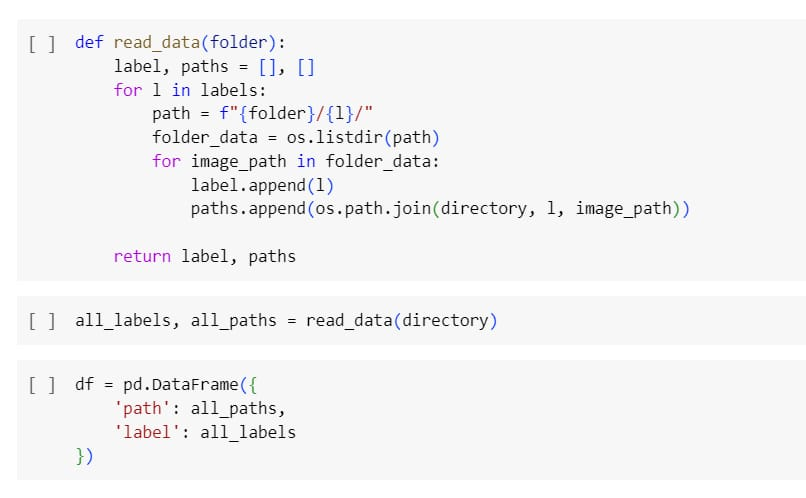 [ ] def read_data(folder):
        label, paths = [], []
        for l in labels:
            path = f"{folder}/{l}/"
            folder_data = os.listdir(path)
            for image_path in folder_data:
                label.append(l)
                paths.append(os.path.join(directory, l, image_path))
        return label, paths
[ ] all_labels, all_paths = read_data(directory)
[ ] df = pd.DataFrame({
        'path': all_paths,
        'label': all_labels
    })